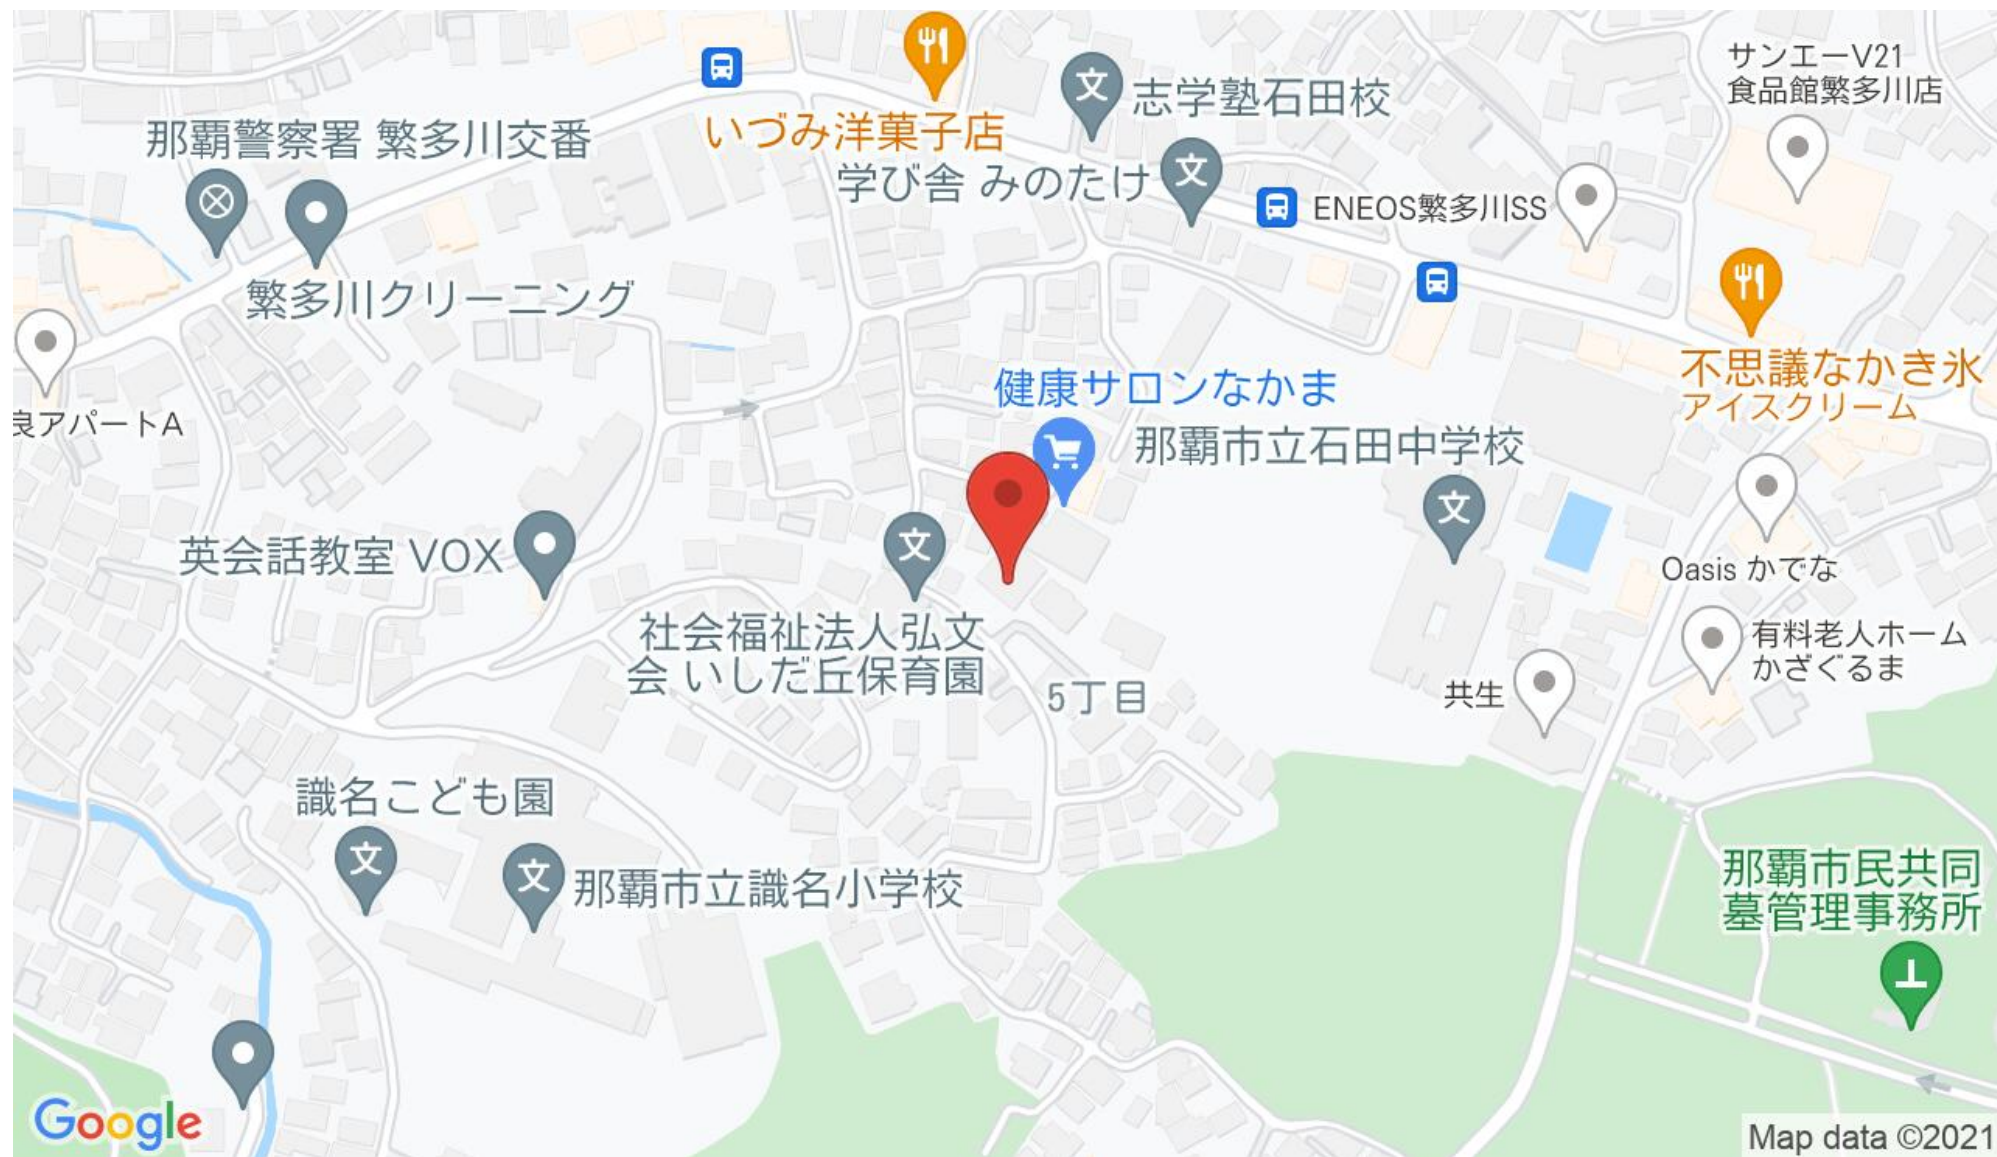 サンエーV21
食品館繁多川店
志学塾石田校
那覇警察署 繁多川交番
いづみ洋菓子店
学び舎 みのたけ
ENEOS繁多川SS
繁多川クリーニング
不思議なかき氷
アイスクリーム
健康サロンなかま
良アパートA
那覇市立石田中学校
英会話教室 VOX
Oasis かでな
社会福祉法人弘文
会 いしだ丘保育園
有料老人ホーム
かざぐるま
5丁目
共生
識名こども園
那覇市立識名小学校
那覇市民共同
墓管理事務所
Google
Map data ©2021